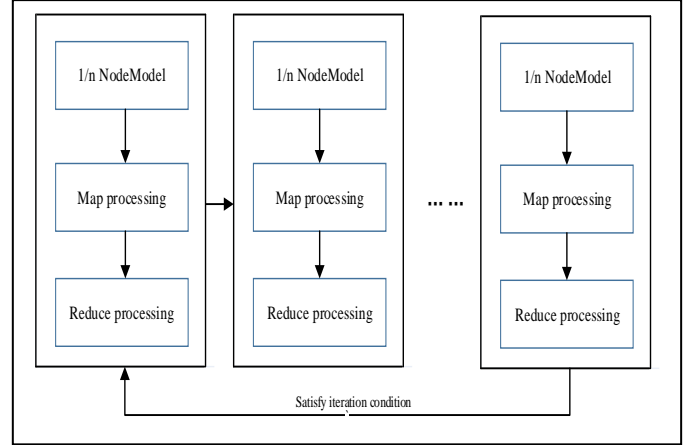 1/n NodeModel
Map processing
Reduce processing
1/n NodeModel
Map processing
Reduce processing
... ...
1/n NodeModel
Map processing
Reduce processing
Satisfy iteration condition